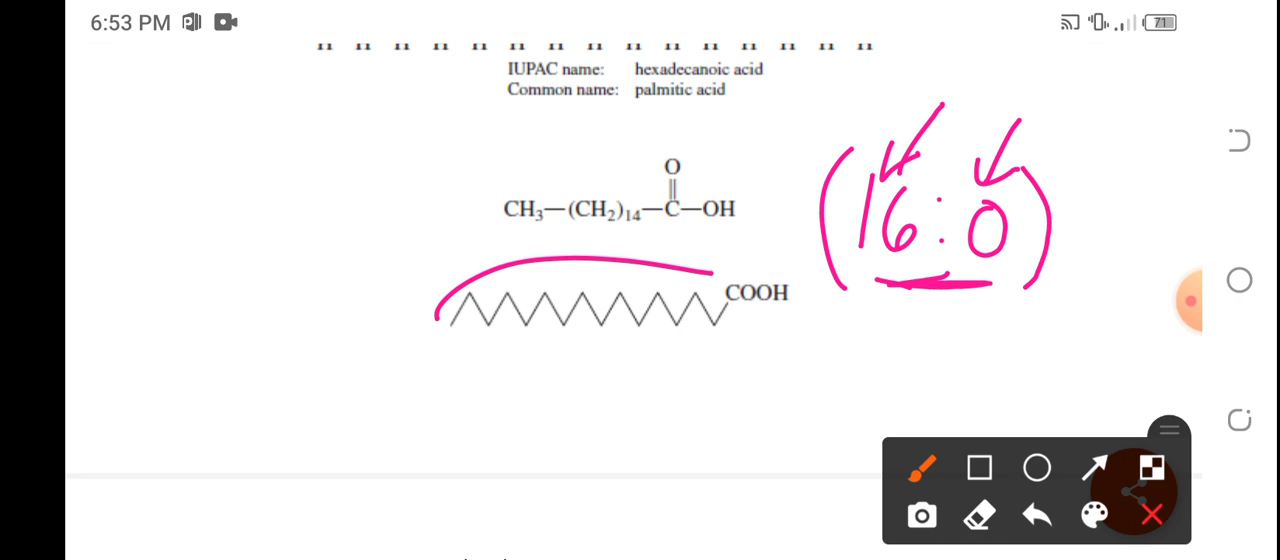 6:53 PM
71
H H H H H H H H H H H H H H H
IUPAC name: hexadecanoic acid
Common name: palmitic acid
O
CH₃—(CH₂)₁₄—C—OH
(16:0)
COOH